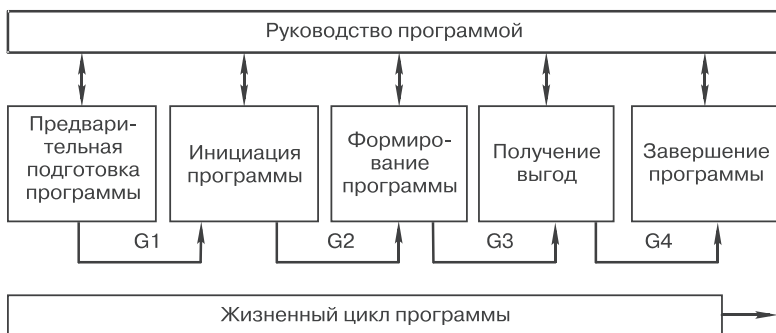 Руководство программой
Предвари-
тельная
подготовка
программы
Инициация
программы
Формиро-
вание
программы
Получение
выгод
Завершение
программы
G1
G2
G3
G4
Жизненный цикл программы